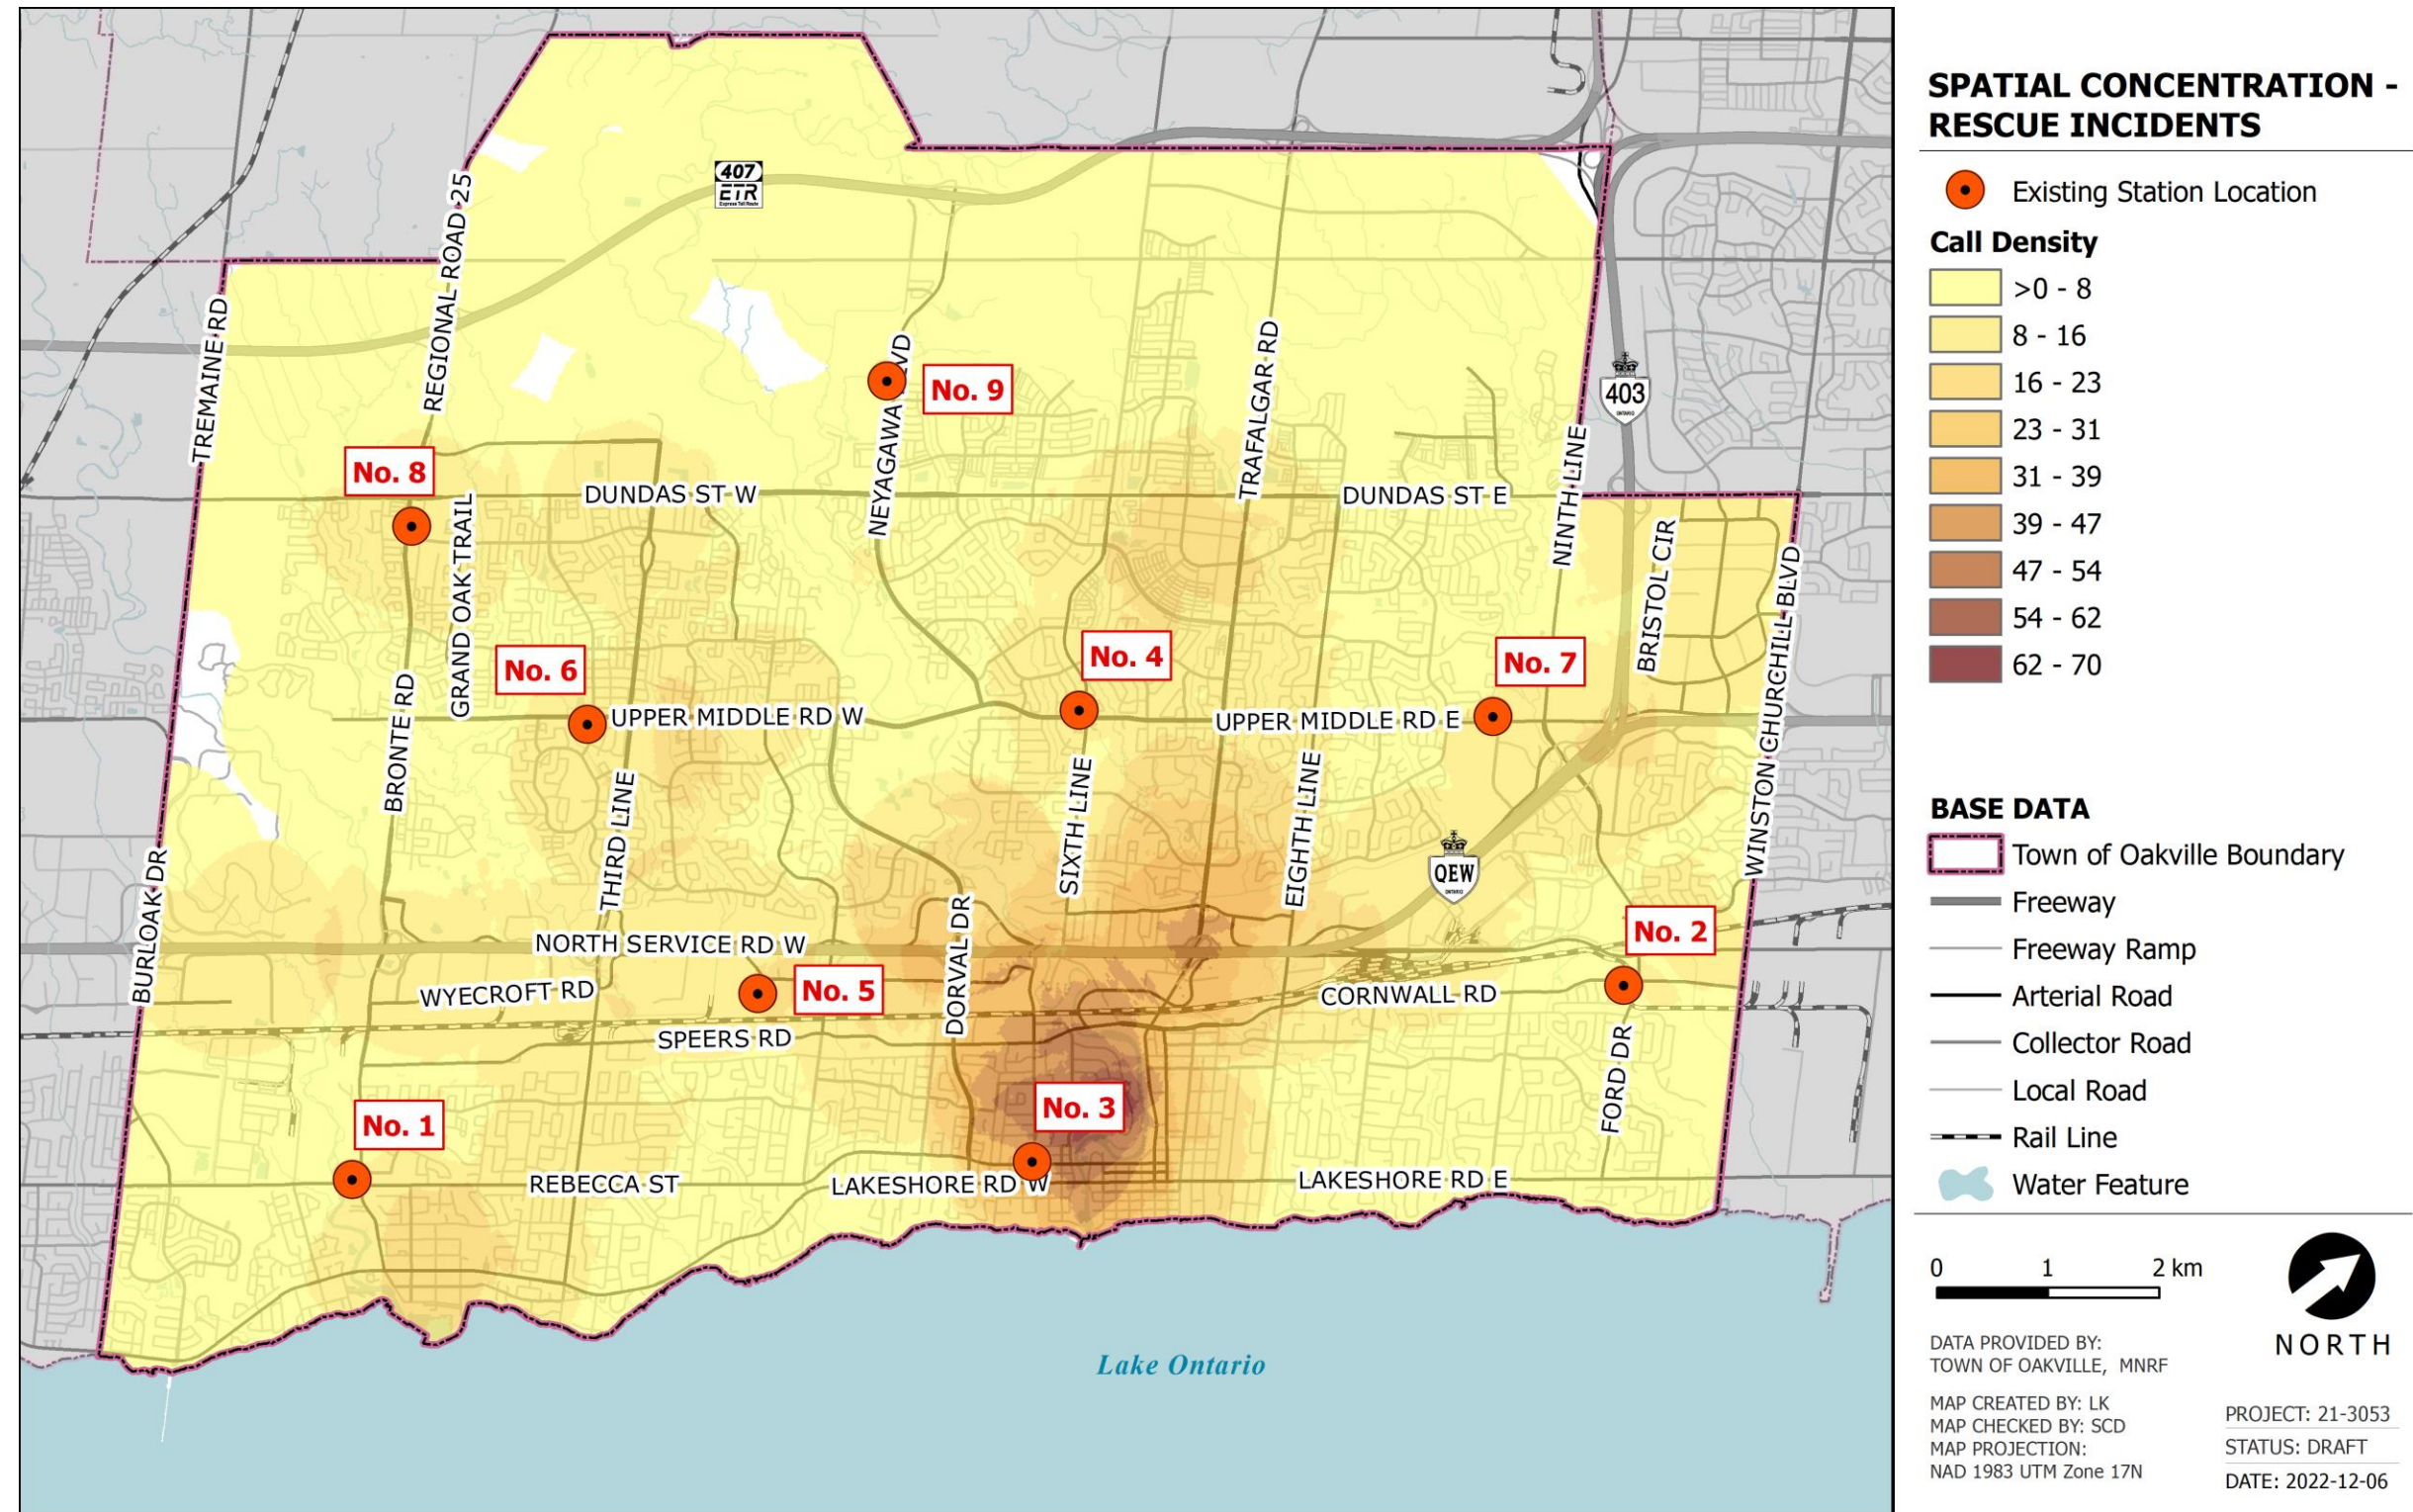 407
ETR
Express Toll Route
REGIONAL ROAD 25
TREMAINE RD
No. 9
TRAFALGAR RD
403
ONTARIO
No. 8
NEYAGAWA
DUNDAS ST W
DUNDAS ST E
NINTH LINE
GRAND OAK TRAIL
BRISTOL CIR
WINSTON CHURCHILL BLVD
No. 6
No. 4
No. 7
BRONTE RD
UPPER MIDDLE RD W
UPPER MIDDLE RD E
THIRD LINE
SIXTH LINE
EIGHTH LINE
BURLOAK DR
QEW
ONTARIO
NORTH SERVICE RD W
DORVAL DR
No. 2
WYECROFT RD
No. 5
CORNWALL RD
SPEERS RD
FORD DR
No. 1
No. 3
REBECCA ST
LAKESHORE RD W
LAKESHORE RD E
Lake Ontario
SPATIAL CONCENTRATION -
RESCUE INCIDENTS
Existing Station Location
Call Density
>0 - 8
8 - 16
16 - 23
23 - 31
31 - 39
39 - 47
47 - 54
54 - 62
62 - 70
BASE DATA
Town of Oakville Boundary
Freeway
Freeway Ramp
Arterial Road
Collector Road
Local Road
Rail Line
Water Feature
0 1 2 km
NORTH
DATA PROVIDED BY:
TOWN OF OAKVILLE, MNRF
MAP CREATED BY: LK
MAP CHECKED BY: SCD
MAP PROJECTION:
NAD 1983 UTM Zone 17N
PROJECT: 21-3053
STATUS: DRAFT
DATE: 2022-12-06